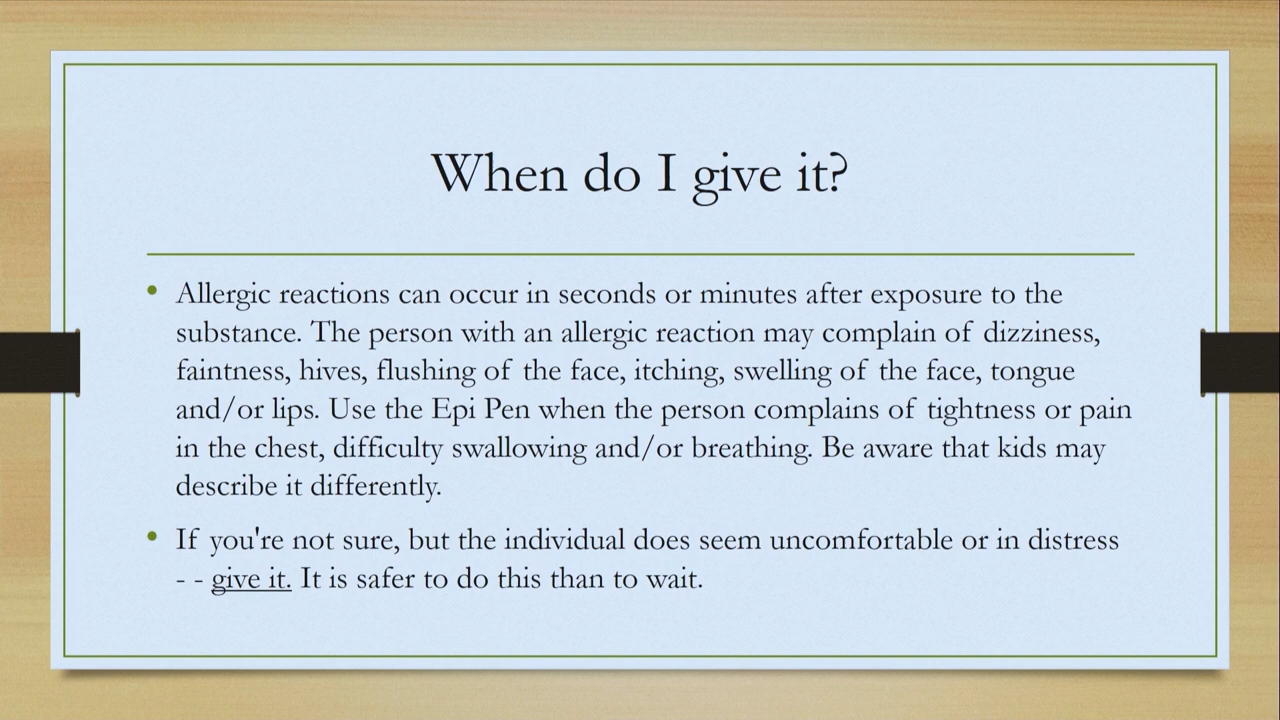 When do I give it?
• Allergic reactions can occur in seconds or minutes after exposure to the
substance. The person with an allergic reaction may complain of dizziness,
faintness, hives, flushing of the face, itching, swelling of the face, tongue
and/or lips. Use the Epi Pen when the person complains of tightness or pain
in the chest, difficulty swallowing and/or breathing. Be aware that kids may
describe it differently.
• If you're not sure, but the individual does seem uncomfortable or in distress
- - give it. It is safer to do this than to wait.